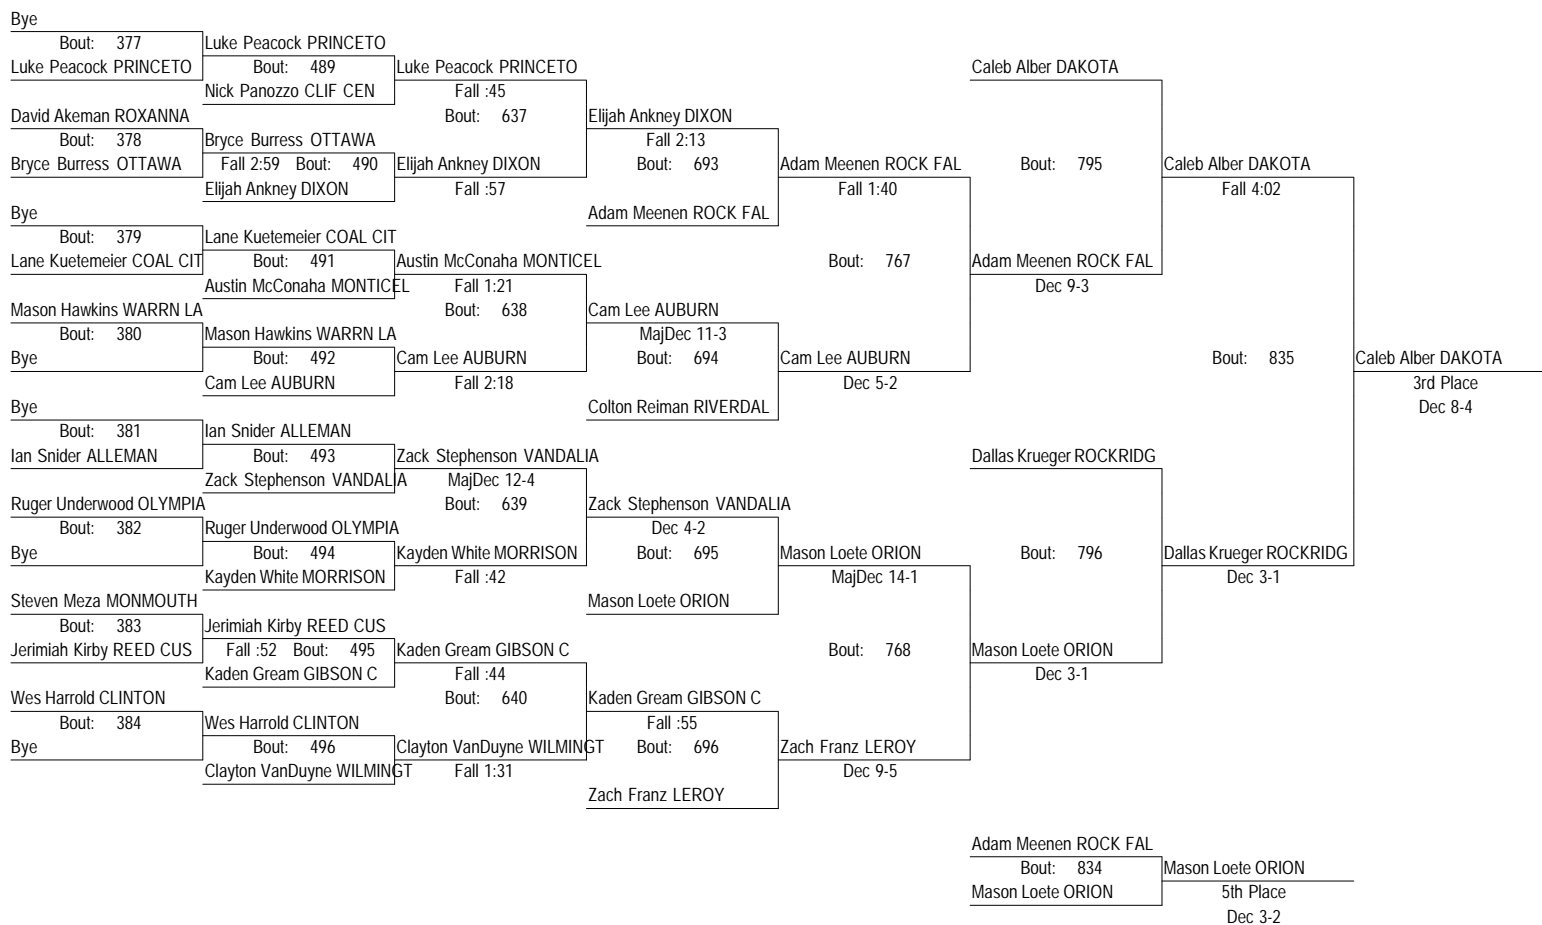 Bye
Bout: 377 Luke Peacock PRINCETO
Luke Peacock PRINCETO Bout: 489 Luke Peacock PRINCETO Caleb Alber DAKOTA
Nick Panozzo CLIF CEN Fall :45
David Akeman ROXANNA Bout: 637 Elijah Ankney DIXON
Bout: 378 Bryce Burress OTTAWA Fall 2:13
Bryce Burress OTTAWA Fall 2:59 Bout: 490 Elijah Ankney DIXON Bout: 693 Adam Meenen ROCK FAL Bout: 795 Caleb Alber DAKOTA
Elijah Ankney DIXON Fall :57 Fall 1:40 Fall 4:02
Bye Adam Meenen ROCK FAL
Bout: 379 Lane Kuetemeier COAL CIT
Lane Kuetemeier COAL CIT Bout: 491 Austin McConaha MONTICEL Bout: 767 Adam Meenen ROCK FAL
Austin McConaha MONTICEL Fall 1:21 Dec 9-3
Mason Hawkins WARRN LA Bout: 638 Cam Lee AUBURN
Bout: 380 Mason Hawkins WARRN LA MajDec 11-3
Bye Bout: 492 Cam Lee AUBURN Bout: 694 Cam Lee AUBURN Bout: 835 Caleb Alber DAKOTA
Cam Lee AUBURN Fall 2:18 Dec 5-2 3rd Place
Bye Colton Reiman RIVERDAL Dec 8-4
Bout: 381 Ian Snider ALLEMAN
Ian Snider ALLEMAN Bout: 493 Zack Stephenson VANDALIA Dallas Krueger ROCKRIDG
Zack Stephenson VANDALIA MajDec 12-4
Ruger Underwood OLYMPIA Bout: 639 Zack Stephenson VANDALIA
Bout: 382 Ruger Underwood OLYMPIA Dec 4-2
Bye Bout: 494 Kayden White MORRISON Bout: 695 Mason Loete ORION Bout: 796 Dallas Krueger ROCKRIDG
Kayden White MORRISON Fall :42 MajDec 14-1 Dec 3-1
Steven Meza MONMOUTH Mason Loete ORION
Bout: 383 Jerimiah Kirby REED CUS
Jerimiah Kirby REED CUS Fall :52 Bout: 495 Kaden Gream GIBSON C Bout: 768 Mason Loete ORION
Kaden Gream GIBSON C Fall :44 Dec 3-1
Wes Harrold CLINTON Bout: 640 Kaden Gream GIBSON C
Bout: 384 Wes Harrold CLINTON Fall :55
Bye Bout: 496 Clayton VanDuyne WILMINGT Bout: 696 Zach Franz LEROY
Clayton VanDuyne WILMINGT Fall 1:31 Dec 9-5
Zach Franz LEROY
Adam Meenen ROCK FAL
Bout: 834 Mason Loete ORION
Mason Loete ORION 5th Place
Dec 3-2